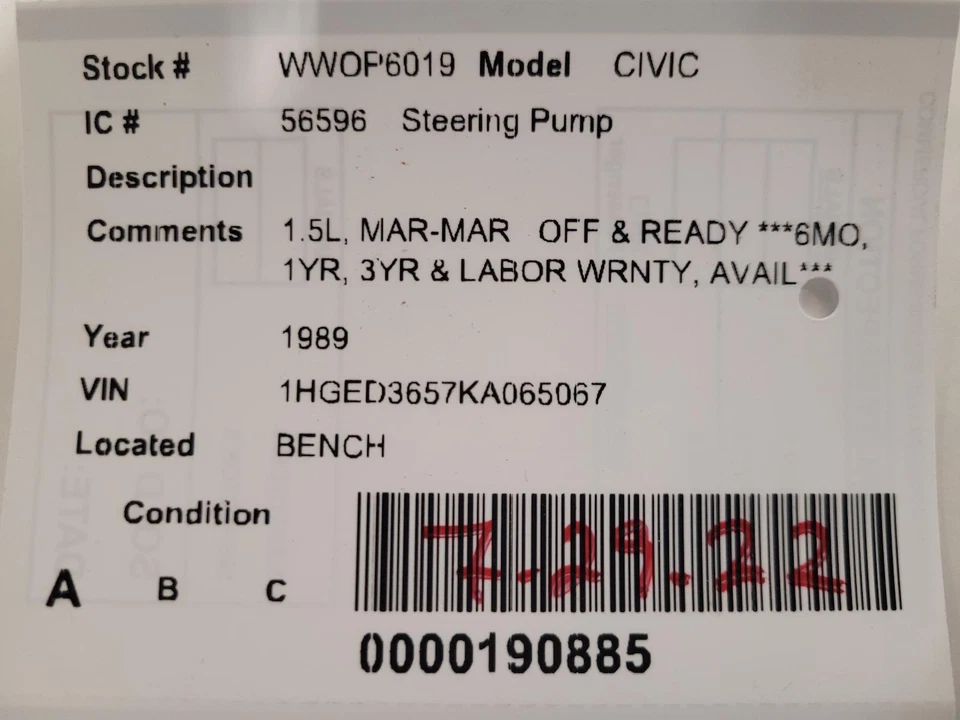 Stock # WWOP6019 Model CIVIC
IC # 56596 Steering Pump
Description
Comments 1.5L, MAR-MAR OFF & READY ***6MO,
1YR, 3YR & LABOR WRNTY, AVAIL***
Year 1989
VIN 1HGED3657KA065067
Located BENCH
Condition
7.29.22
A B C
0000190885